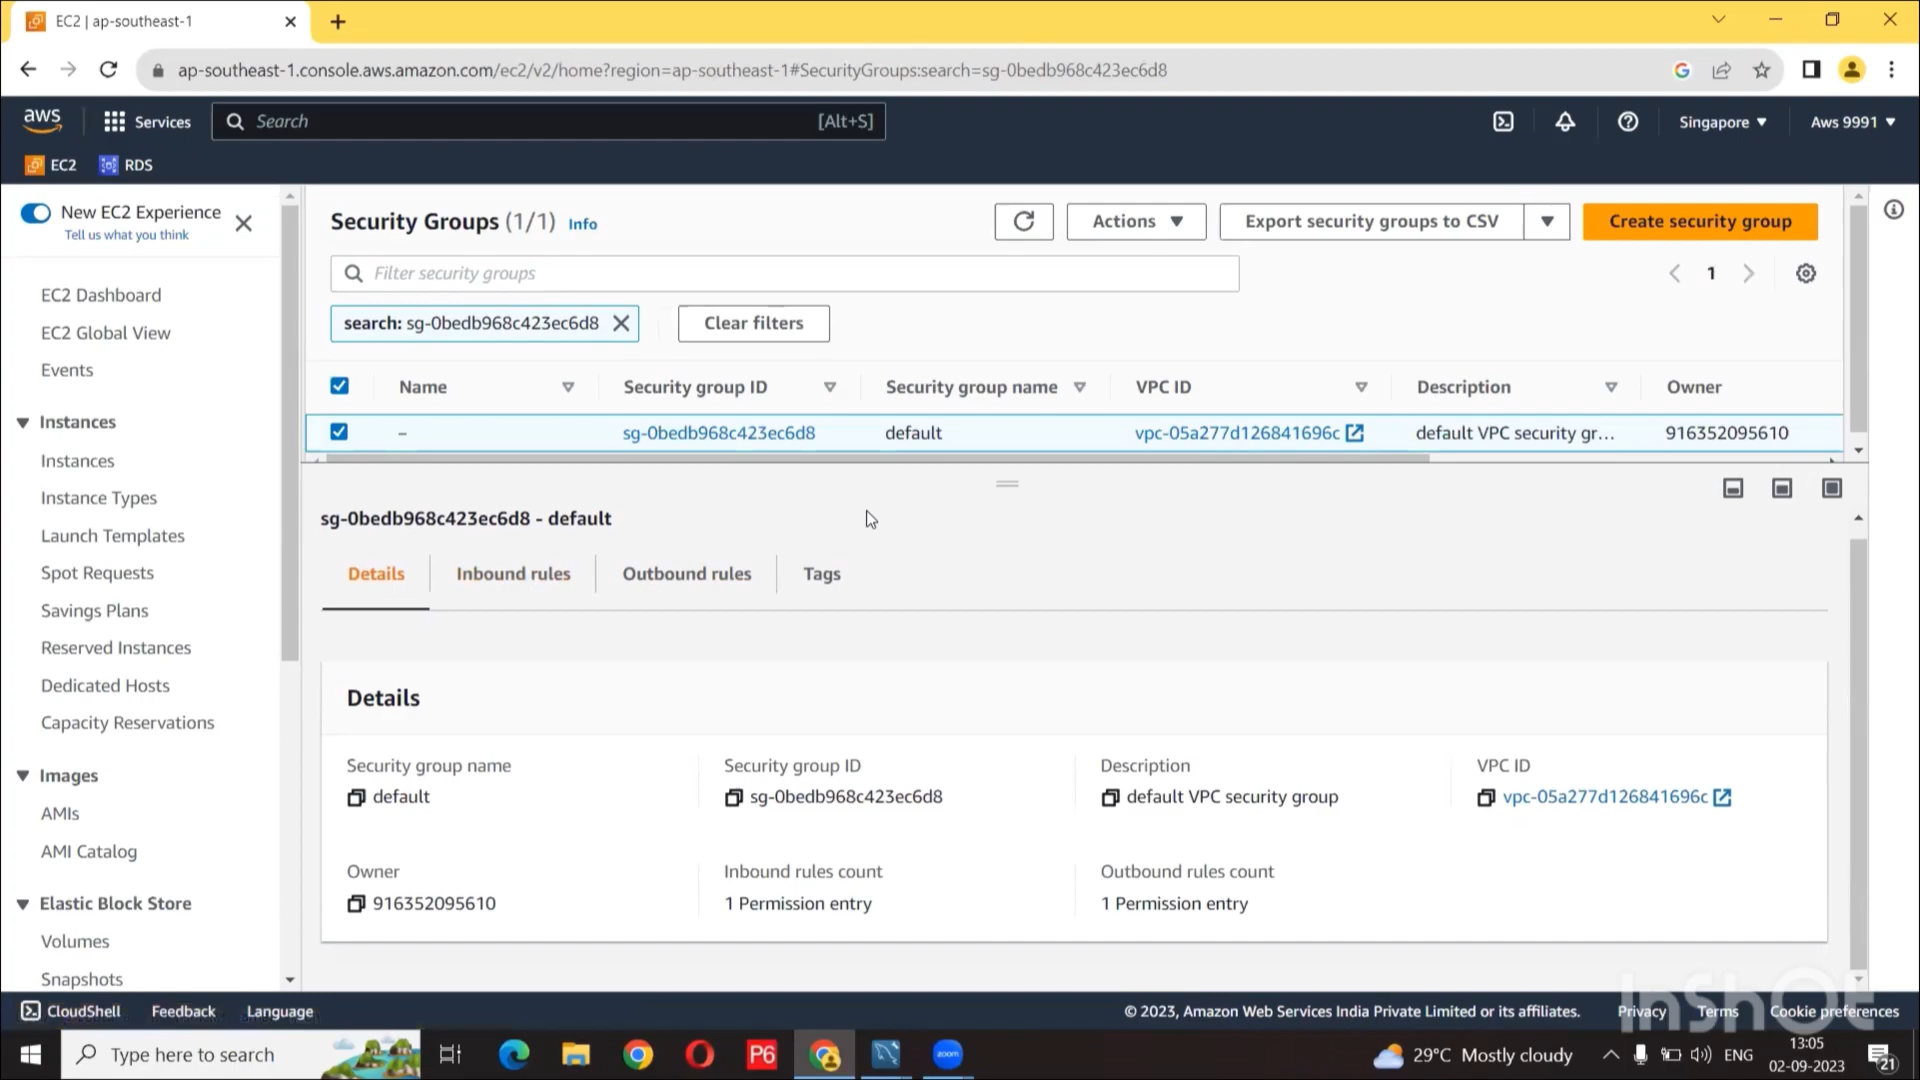 EC2 | ap-southeast-1
ap-southeast-1.console.aws.amazon.com/ec2/v2/home?region=ap-southeast-1#SecurityGroups:search=sg-0bedb968c423ec6d8
aws Services Search [Alt+S] Singapore Aws 9991
EC2 RDS
New EC2 Experience
Tell us what you think
EC2 Dashboard
EC2 Global View
Events
Instances
Instances
Instance Types
Launch Templates
Spot Requests
Savings Plans
Reserved Instances
Dedicated Hosts
Capacity Reservations
Images
AMIs
AMI Catalog
Elastic Block Store
Volumes
Snapshots
Security Groups (1/1) Info Actions Export security groups to CSV Create security group
Filter security groups 1
search: sg-0bedb968c423ec6d8 Clear filters
Name Security group ID Security group name VPC ID Description Owner
– sg-0bedb968c423ec6d8 default vpc-05a277d126841696c default VPC security gr... 916352095610
sg-0bedb968c423ec6d8 - default
Details Inbound rules Outbound rules Tags
Details
Security group name Security group ID Description VPC ID
default sg-0bedb968c423ec6d8 default VPC security group vpc-05a277d126841696c
Owner Inbound rules count Outbound rules count
916352095610 1 Permission entry 1 Permission entry
CloudShell Feedback Language © 2023, Amazon Web Services India Private Limited or its affiliates. Privacy Terms Cookie preferences
InShOt
Type here to search P6 zoom 29°C Mostly cloudy ENG 13:05
02-09-2023 21